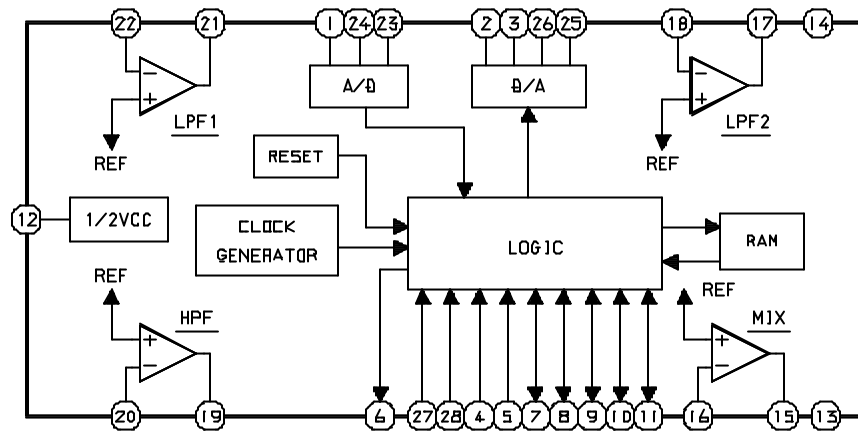 22 21 1 24 23 2 3 26 25 18 17 14
− A/D D/A −
+ +
LPF1 LPF2
REF RESET REF
12 1/2VCC CLOCK GENERATOR LOGIC RAM
REF REF
HPF MIX
+ +
− −
20 19 6 27 28 4 5 7 8 9 10 11 16 15 13